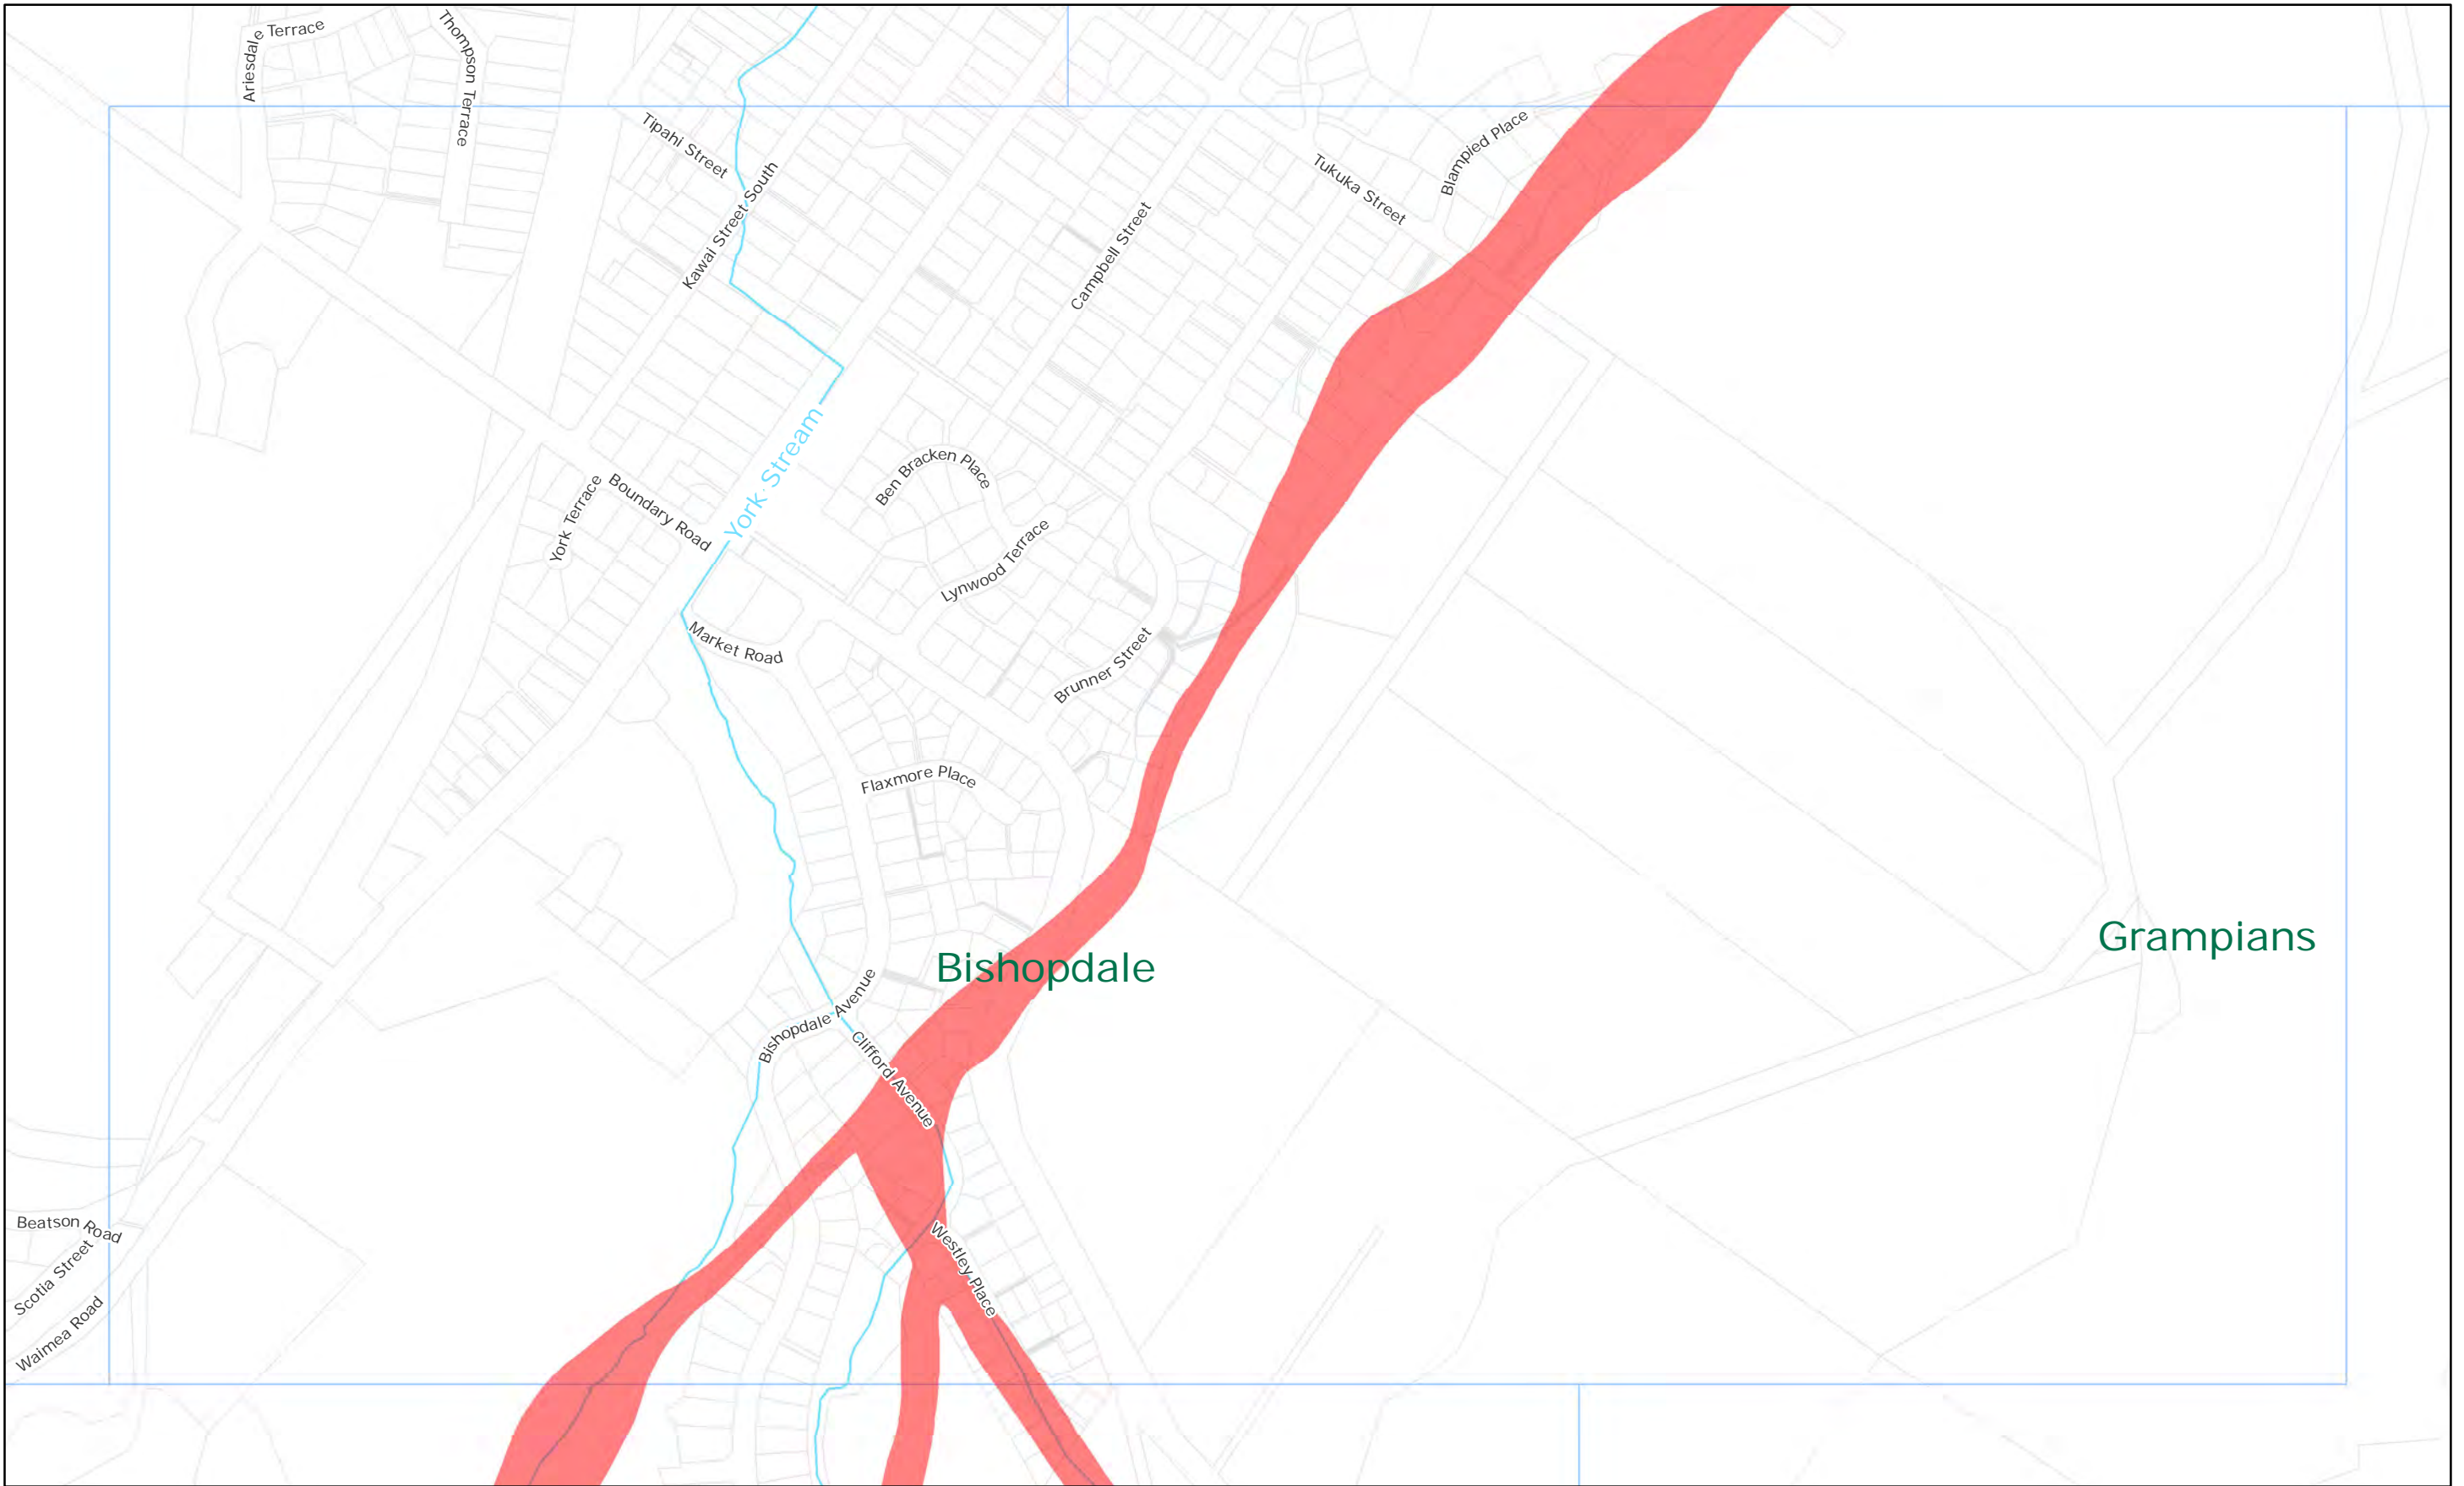 Ariesdale Terrace
Thompson Terrace
Tipahi Street
Kawai Street South
Campbell Street
Tukuka Street
Blampied Place
York Stream
Ben Bracken Place
York Terrace
Boundary Road
Lynwood Terrace
Market Road
Brunner Street
Flaxmore Place
Grampians
Bishopdale
Bishopdale Avenue
Clifford Avenue
Beatson Road
Scotia Street
Westley Place
Waimea Road